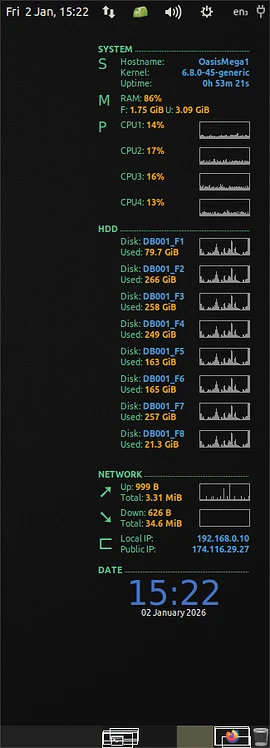 Fri 2 Jan, 15:22 en₃
SYSTEM
S Hostname: OasisMega1
Kernel: 6.8.0-45-generic
Uptime: 0h 53m 21s
M RAM: 86%
F: 1.75 GiB U: 3.09 GiB
P CPU1: 14%
CPU2: 17%
CPU3: 16%
CPU4: 13%
HDD
Disk: DB001_F1
Used: 79.7 GiB
Disk: DB001_F2
Used: 266 GiB
Disk: DB001_F3
Used: 258 GiB
Disk: DB001_F4
Used: 249 GiB
Disk: DB001_F5
Used: 163 GiB
Disk: DB001_F6
Used: 165 GiB
Disk: DB001_F7
Used: 257 GiB
Disk: DB001_F8
Used: 21.3 GiB
NETWORK
Up: 999 B
Total: 3.31 MiB
Down: 626 B
Total: 34.6 MiB
Local IP: 192.168.0.10
Public IP: 174.116.29.27
DATE
15:22
02 January 2026